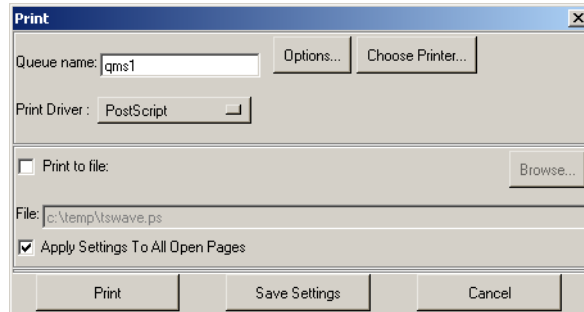 Print
Queue name: qms1 Options... Choose Printer...
Print Driver : PostScript
Print to file: Browse...
File: c:\temp\tswave.ps
Apply Settings To All Open Pages
Print Save Settings Cancel